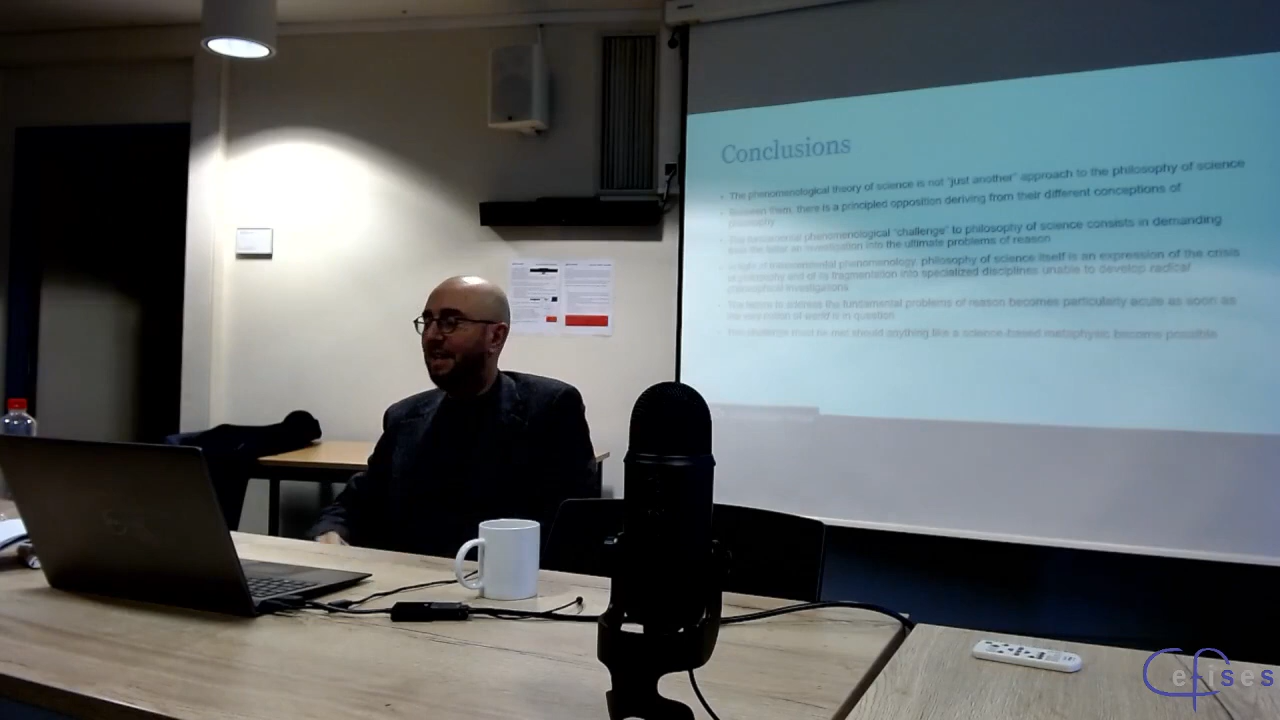 Conclusions
• The phenomenological theory of science is not "just another" approach to the philosophy of science
• Between them, there is a principled opposition deriving from their different conceptions of
philosophy
• The fundamental phenomenological "challenge" to philosophy of science consists in demanding
from the latter an investigation into the ultimate problems of reason
• In light of transcendental phenomenology, philosophy of science itself is an expression of the crisis
of philosophy and of its fragmentation into specialized disciplines unable to develop radical
philosophical investigations
• The failure to address the fundamental problems of reason becomes particularly acute as soon as
the very notion of world is in question
• This challenge must be met should anything like a science-based metaphysic become possible
Cefises